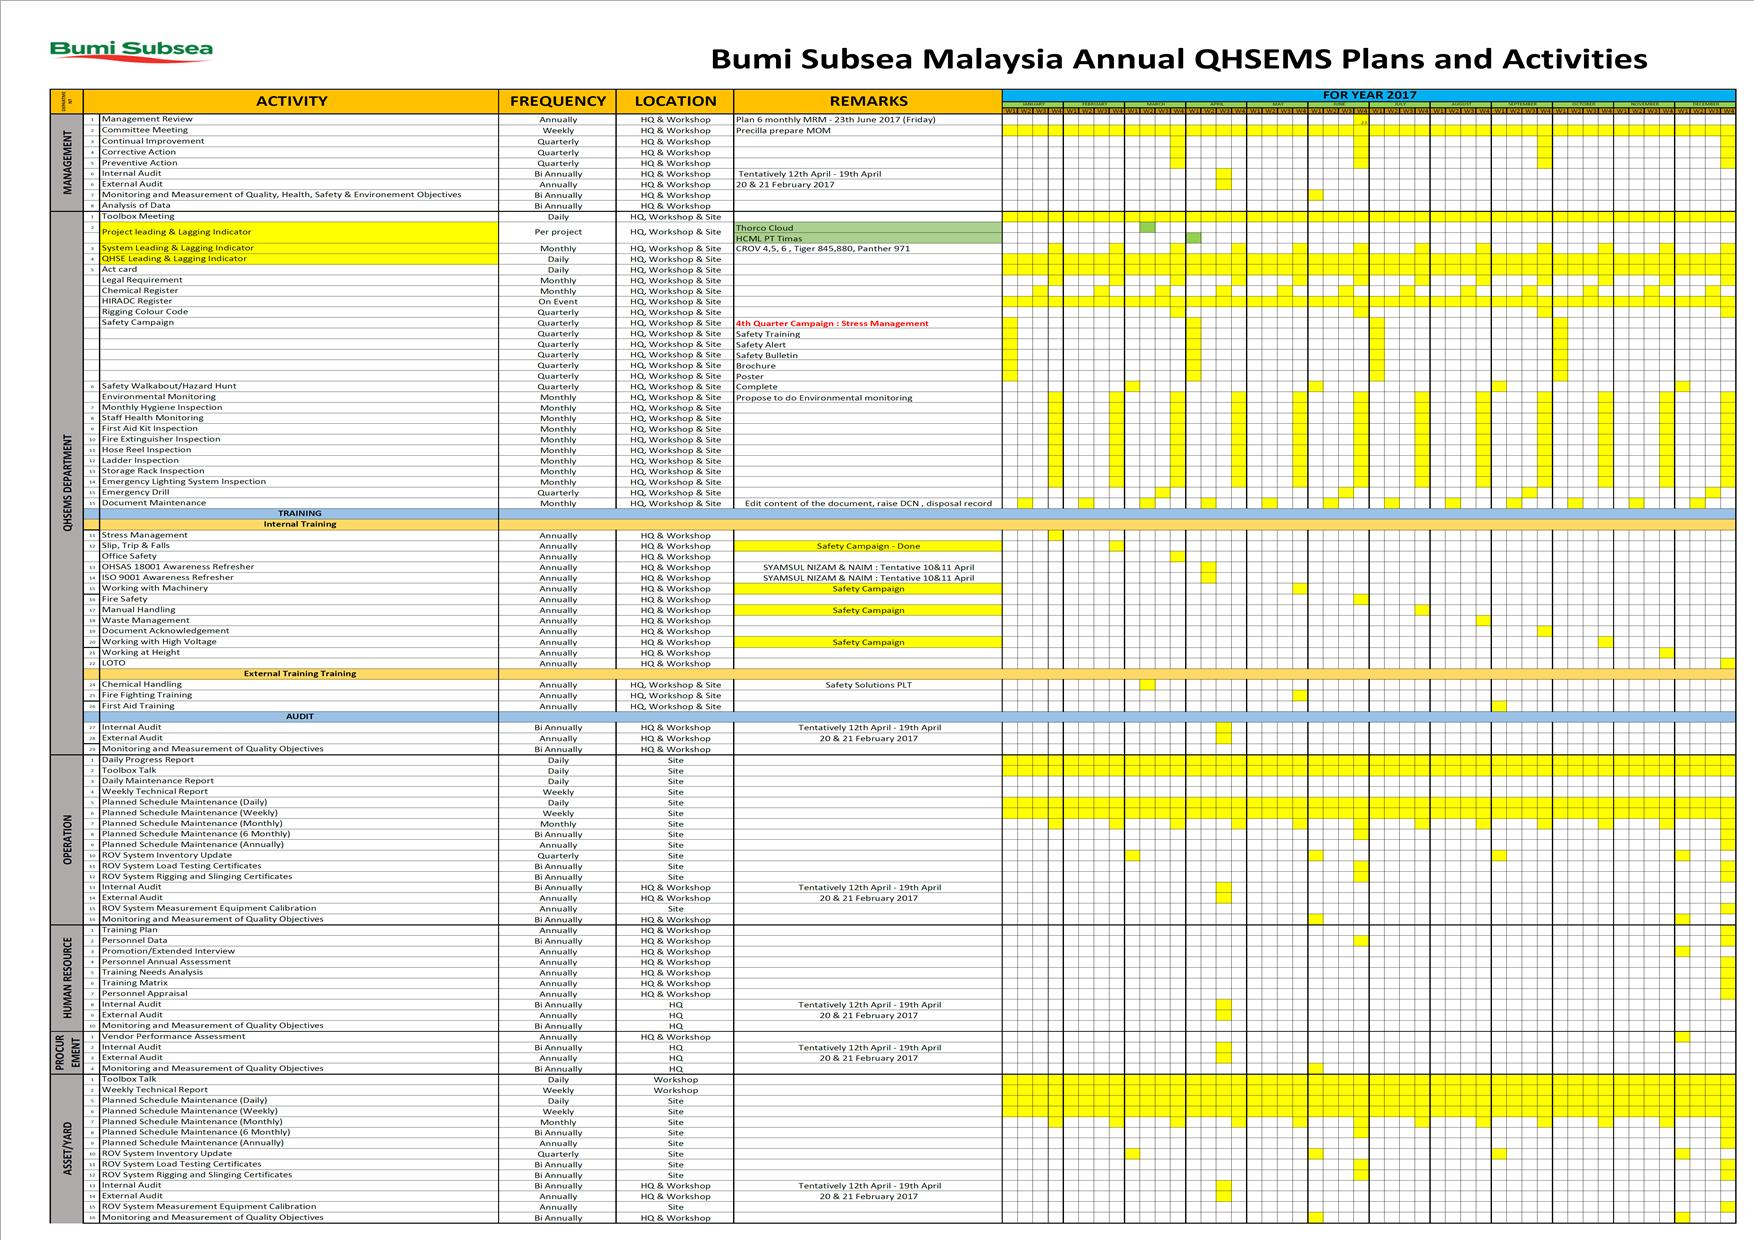 Bumi Subsea
Bumi Subsea Malaysia Annual QHSEMS Plans and Activities
ACTIVITY FREQUENCY LOCATION REMARKS FOR YEAR 2017
JANUARY FEBRUARY MARCH APRIL MAY JUNE JULY AUGUST SEPTEMBER OCTOBER NOVEMBER DECEMBER
MANAGEMENT
1 Management Review Annually HQ & Workshop Plan 6 monthly MRM - 23th June 2017 (Friday) 23
2 Committee Meeting Weekly HQ & Workshop Precilla prepare MOM
3 Continual Improvement Quarterly HQ & Workshop
4 Corrective Action Quarterly HQ & Workshop
5 Preventive Action Quarterly HQ & Workshop
6 Internal Audit Bi Annually HQ & Workshop Tentatively 12th April - 19th April
6 External Audit Annually HQ & Workshop 20 & 21 February 2017
7 Monitoring and Measurement of Quality, Health, Safety & Environement Objectives Bi Annually HQ & Workshop
8 Analysis of Data Bi Annually HQ & Workshop
QHSEMS DEPARTMENT
1 Toolbox Meeting Daily HQ, Workshop & Site
2 Project leading & Lagging Indicator Per project HQ, Workshop & Site Thorco Cloud
HCML PT Timas
3 System Leading & Lagging Indicator Monthly HQ, Workshop & Site CROV 4,5, 6 , Tiger 845,880, Panther 971
4 QHSE Leading & Lagging Indicator Daily HQ, Workshop & Site
5 Act card Daily HQ, Workshop & Site
Legal Requirement Monthly HQ, Workshop & Site
Chemical Register Monthly HQ, Workshop & Site
HIRADC Register On Event HQ, Workshop & Site
Rigging Colour Code Quarterly HQ, Workshop & Site
Safety Campaign Quarterly HQ, Workshop & Site 4th Quarter Campaign : Stress Management
Quarterly HQ, Workshop & Site Safety Training
Quarterly HQ, Workshop & Site Safety Alert
Quarterly HQ, Workshop & Site Safety Bulletin
Quarterly HQ, Workshop & Site Brochure
Quarterly HQ, Workshop & Site Poster
6 Safety Walkabout/Hazard Hunt Quarterly HQ, Workshop & Site Complete
Environmental Monitoring Monthly HQ, Workshop & Site Propose to do Environmental monitoring
7 Monthly Hygiene Inspection Monthly HQ, Workshop & Site
8 Staff Health Monitoring Monthly HQ, Workshop & Site
9 First Aid Kit Inspection Monthly HQ, Workshop & Site
10 Fire Extinguisher Inspection Monthly HQ, Workshop & Site
11 Hose Reel Inspection Monthly HQ, Workshop & Site
12 Ladder Inspection Monthly HQ, Workshop & Site
13 Storage Rack Inspection Monthly HQ, Workshop & Site
14 Emergency Lighting System Inspection Monthly HQ, Workshop & Site
15 Emergency Drill Quarterly HQ, Workshop & Site
15 Document Maintenance Monthly HQ, Workshop & Site Edit content of the document, raise DCN , disposal record
TRAINING
Internal Training
11 Stress Management Annually HQ & Workshop
12 Slip, Trip & Falls Annually HQ & Workshop Safety Campaign - Done
Office Safety Annually HQ & Workshop
13 OHSAS 18001 Awareness Refresher Annually HQ & Workshop SYAMSUL NIZAM & NAIM : Tentative 10&11 April
14 ISO 9001 Awareness Refresher Annually HQ & Workshop SYAMSUL NIZAM & NAIM : Tentative 10&11 April
15 Working with Machinery Annually HQ & Workshop Safety Campaign
16 Fire Safety Annually HQ & Workshop
17 Manual Handling Annually HQ & Workshop Safety Campaign
18 Waste Management Annually HQ & Workshop
19 Document Acknowledgement Annually HQ & Workshop
20 Working with High Voltage Annually HQ & Workshop Safety Campaign
21 Working at Height Annually HQ & Workshop
22 LOTO Annually HQ & Workshop
External Training Training
24 Chemical Handling Annually HQ, Workshop & Site Safety Solutions PLT
25 Fire Fighting Training Annually HQ, Workshop & Site
26 First Aid Training Annually HQ, Workshop & Site
AUDIT
27 Internal Audit Bi Annually HQ & Workshop Tentatively 12th April - 19th April
28 External Audit Annually HQ & Workshop 20 & 21 February 2017
29 Monitoring and Measurement of Quality Objectives Bi Annually HQ & Workshop
OPERATION
1 Daily Progress Report Daily Site
2 Toolbox Talk Daily Site
3 Daily Maintenance Report Daily Site
4 Weekly Technical Report Weekly Site
5 Planned Schedule Maintenance (Daily) Daily Site
6 Planned Schedule Maintenance (Weekly) Weekly Site
7 Planned Schedule Maintenance (Monthly) Monthly Site
8 Planned Schedule Maintenance (6 Monthly) Bi Annually Site
9 Planned Schedule Maintenance (Annually) Annually Site
10 ROV System Inventory Update Quarterly Site
11 ROV System Load Testing Certificates Bi Annually Site
12 ROV System Rigging and Slinging Certificates Bi Annually Site
13 Internal Audit Bi Annually HQ & Workshop Tentatively 12th April - 19th April
14 External Audit Annually HQ & Workshop 20 & 21 February 2017
15 ROV System Measurement Equipment Calibration Annually Site
16 Monitoring and Measurement of Quality Objectives Bi Annually HQ & Workshop
HUMAN RESOURCE
1 Training Plan Annually HQ & Workshop
2 Personnel Data Bi Annually HQ & Workshop
3 Promotion/Extended Interview Annually HQ & Workshop
4 Personnel Annual Assessment Annually HQ & Workshop
5 Training Needs Analysis Annually HQ & Workshop
6 Training Matrix Annually HQ & Workshop
7 Personnel Appraisal Annually HQ & Workshop
8 Internal Audit Bi Annually HQ Tentatively 12th April - 19th April
9 External Audit Annually HQ 20 & 21 February 2017
10 Monitoring and Measurement of Quality Objectives Bi Annually HQ
PROCUR
EMENT
1 Vendor Performance Assessment Annually HQ & Workshop
2 Internal Audit Bi Annually HQ Tentatively 12th April - 19th April
3 External Audit Annually HQ 20 & 21 February 2017
4 Monitoring and Measurement of Quality Objectives Bi Annually HQ
ASSET/YARD
1 Toolbox Talk Daily Workshop
2 Weekly Technical Report Weekly Workshop
5 Planned Schedule Maintenance (Daily) Daily Site
6 Planned Schedule Maintenance (Weekly) Weekly Site
7 Planned Schedule Maintenance (Monthly) Monthly Site
8 Planned Schedule Maintenance (6 Monthly) Bi Annually Site
9 Planned Schedule Maintenance (Annually) Annually Site
10 ROV System Inventory Update Quarterly Site
11 ROV System Load Testing Certificates Bi Annually Site
12 ROV System Rigging and Slinging Certificates Bi Annually Site
13 Internal Audit Bi Annually HQ & Workshop Tentatively 12th April - 19th April
14 External Audit Annually HQ & Workshop 20 & 21 February 2017
15 ROV System Measurement Equipment Calibration Annually Site
16 Monitoring and Measurement of Quality Objectives Bi Annually HQ & Workshop